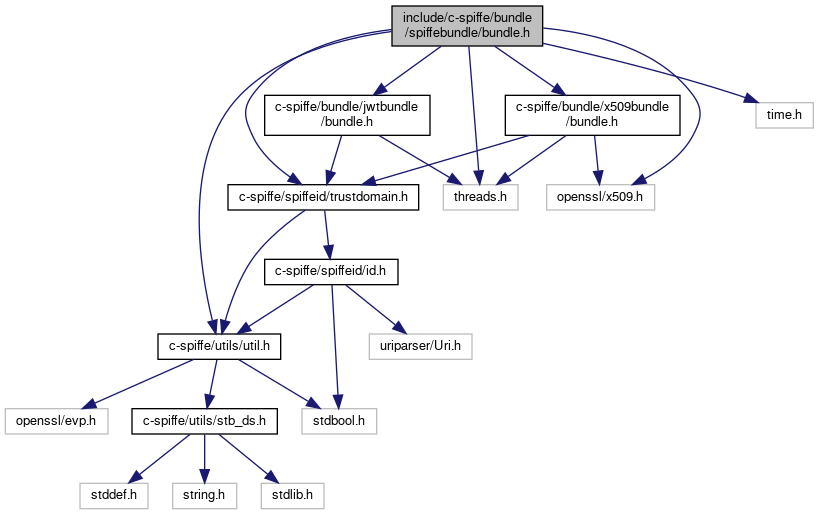 include/c-spiffe/bundle
/spiffebundle/bundle.h
c-spiffe/bundle/jwtbundle
/bundle.h
c-spiffe/bundle/x509bundle
/bundle.h
time.h
c-spiffe/spiffeid/trustdomain.h
threads.h
openssl/x509.h
c-spiffe/spiffeid/id.h
c-spiffe/utils/util.h
uriparser/Uri.h
openssl/evp.h
c-spiffe/utils/stb_ds.h
stdbool.h
stddef.h
string.h
stdlib.h